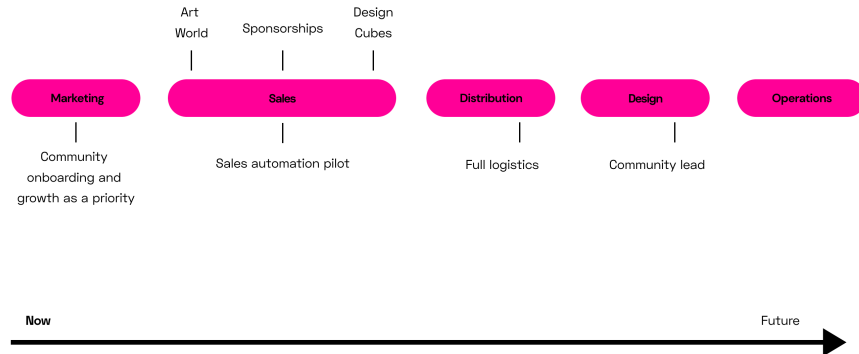 Art
World
Sponsorships
Design
Cubes
Marketing
Sales
Distribution
Design
Operations
Community
onboarding and
growth as a priority
Sales automation pilot
Full logistics
Community lead
Now
Future